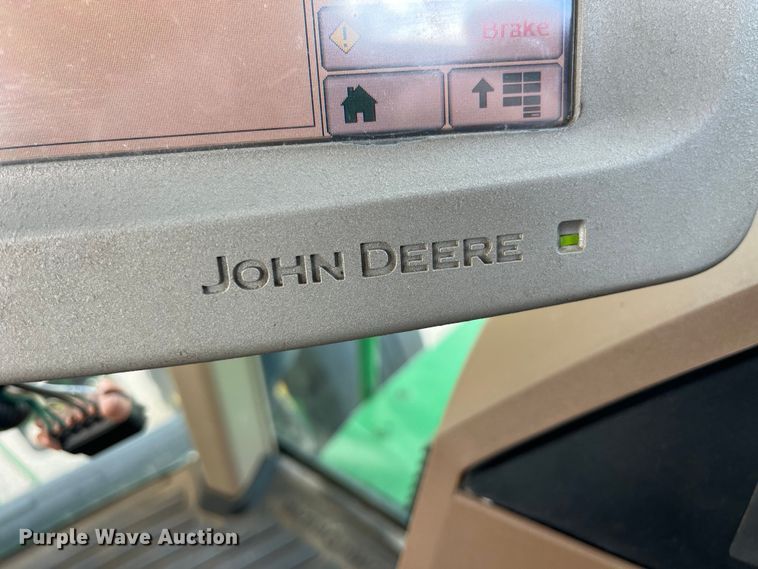 Brake
JOHN DEERE
Purple Wave Auction®